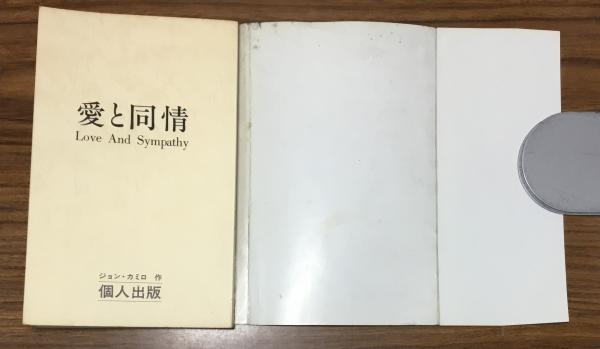 愛と同情
Love And Sympathy
ジョン・カミロ 作
個人出版